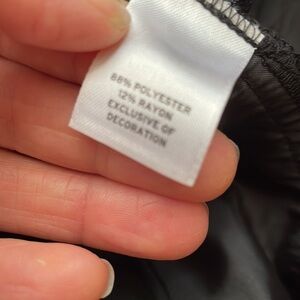 88% POLYESTER
12% RAYON
EXCLUSIVE OF
DECORATION